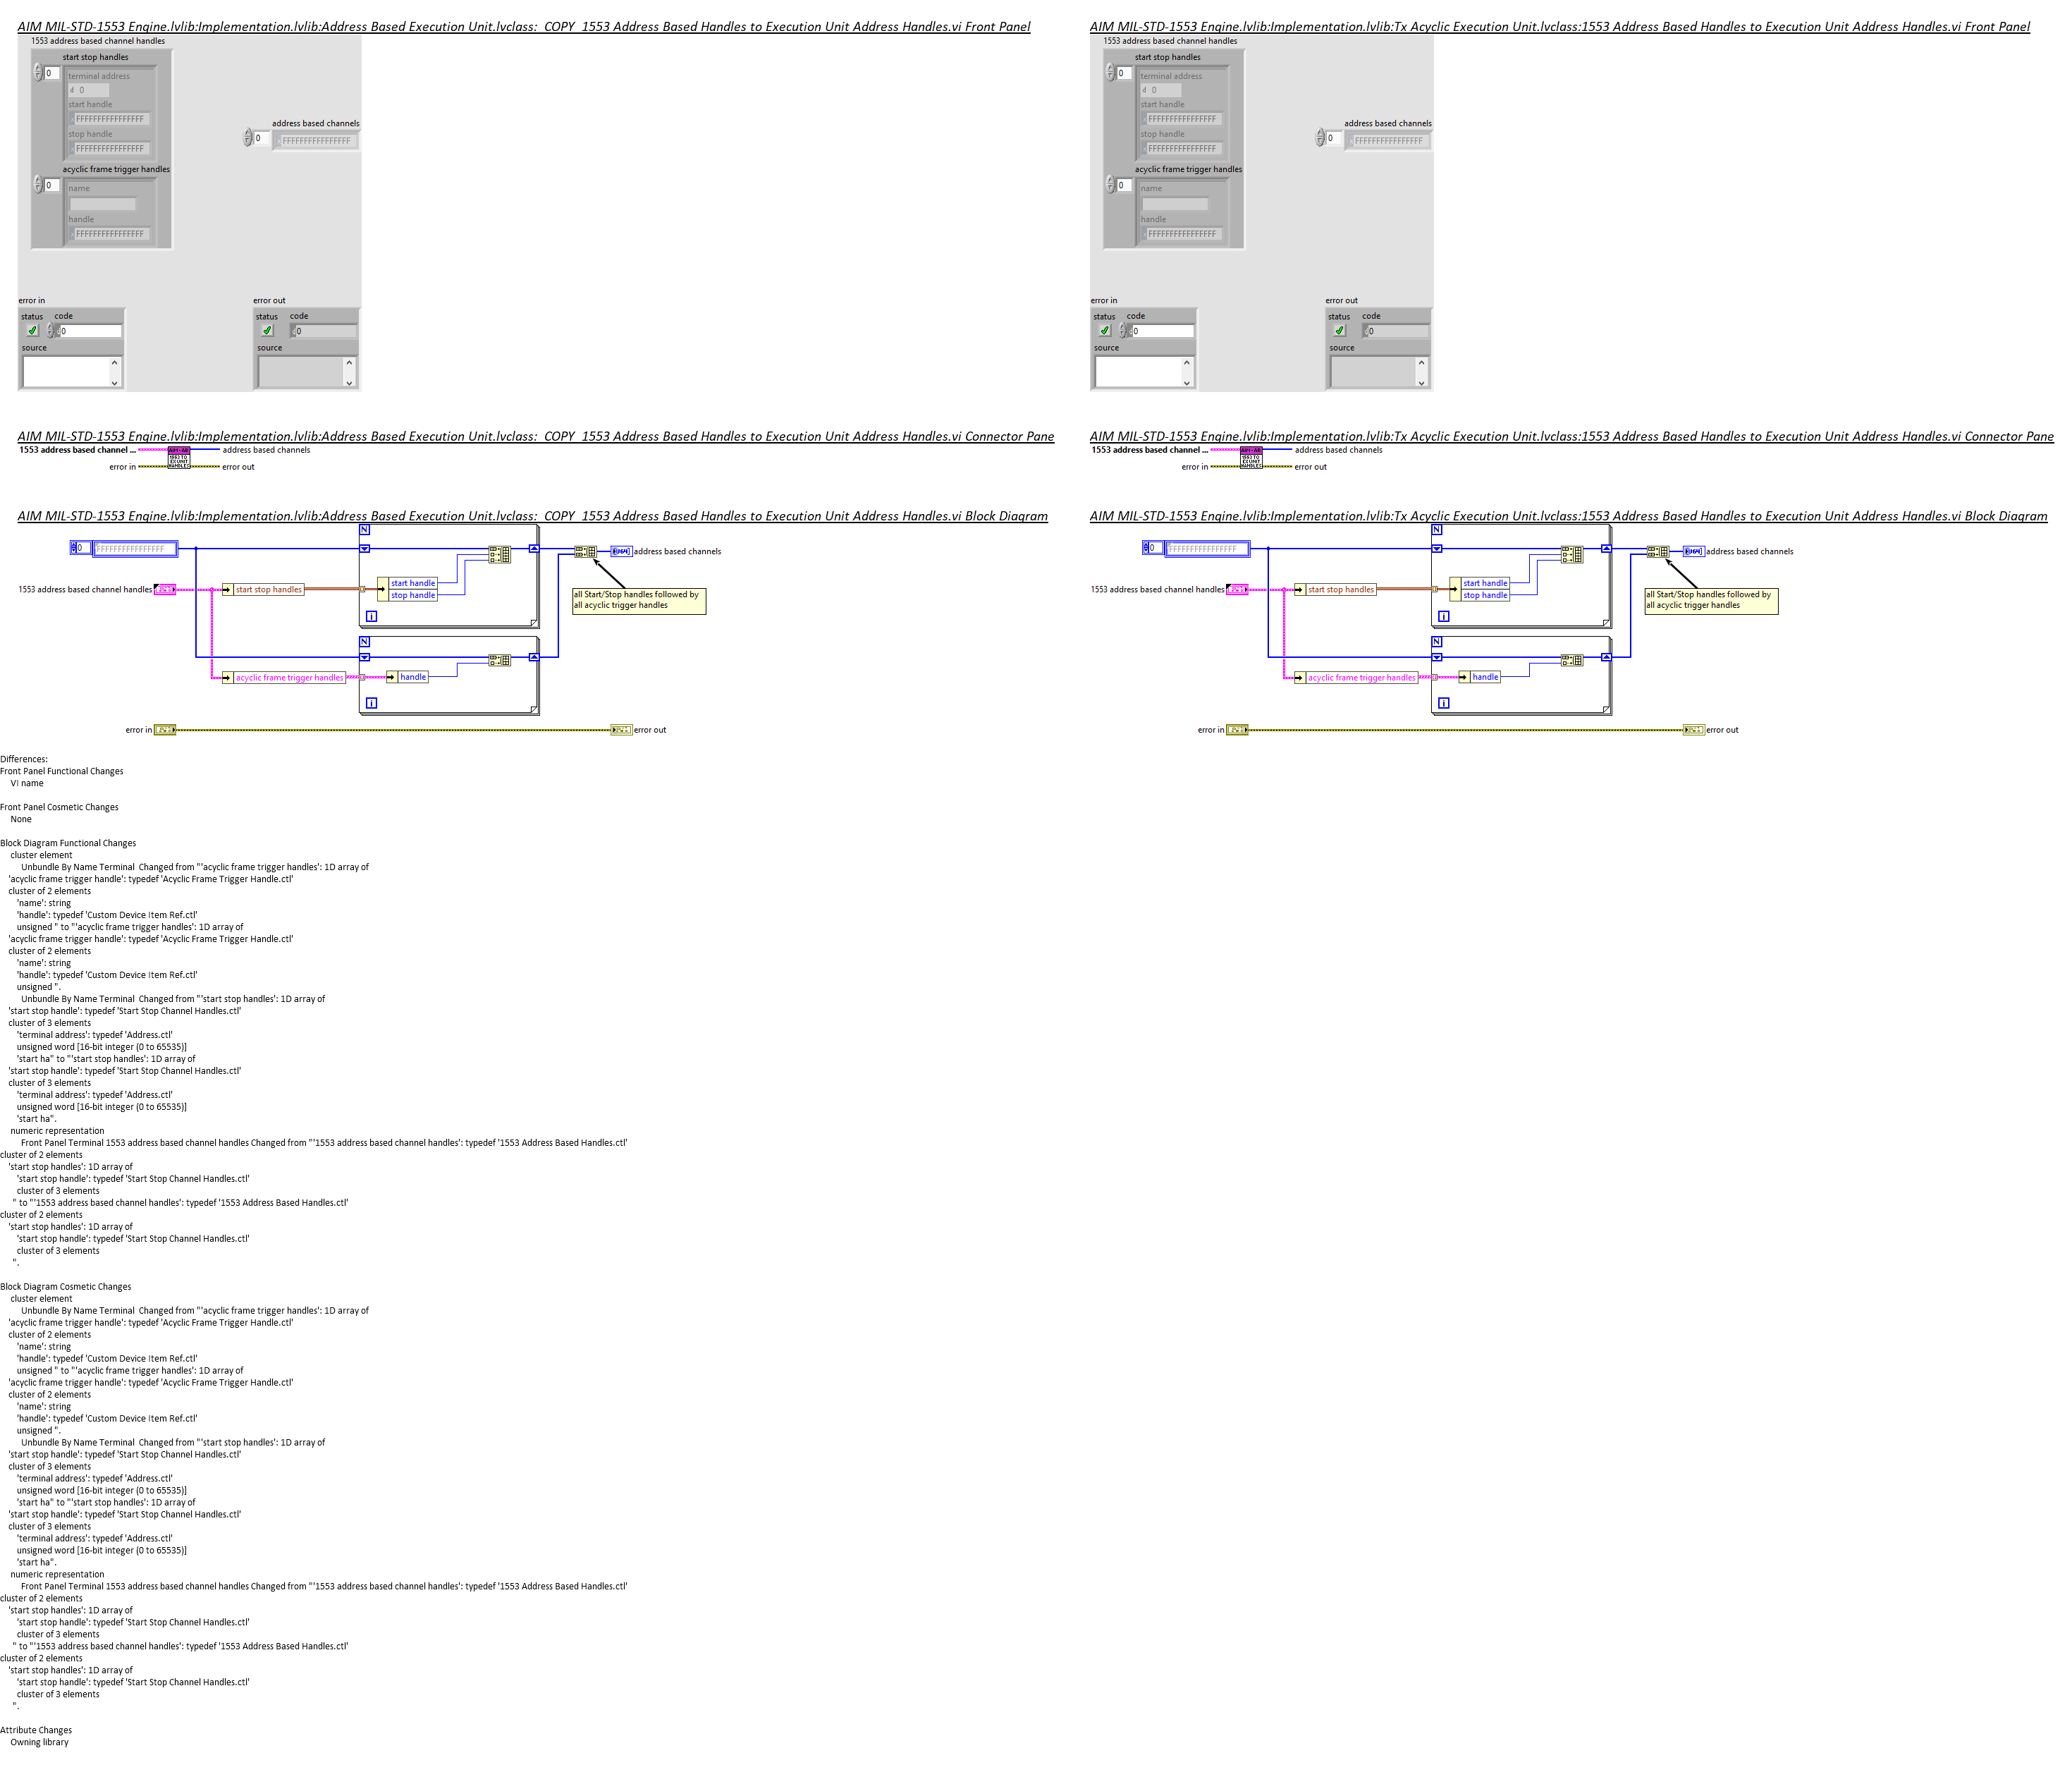 AIM MIL-STD-1553 Engine.lvlib:Implementation.lvlib:Address Based Execution Unit.lvclass:_COPY_1553 Address Based Handles to Execution Unit Address Handles.vi Front Panel
1553 address based channel handles
start stop handles
0
terminal address
d 0
start handle
FFFFFFFFFFFFFFFF
stop handle
FFFFFFFFFFFFFFFF
acyclic frame trigger handles
0
name
handle
FFFFFFFFFFFFFFFF
address based channels
0
FFFFFFFFFFFFFFFF
error in
status code
0
source
error out
status code
0
source
AIM MIL-STD-1553 Engine.lvlib:Implementation.lvlib:Tx Acyclic Execution Unit.lvclass:1553 Address Based Handles to Execution Unit Address Handles.vi Front Panel
1553 address based channel handles
start stop handles
0
terminal address
d 0
start handle
FFFFFFFFFFFFFFFF
stop handle
FFFFFFFFFFFFFFFF
acyclic frame trigger handles
0
name
handle
FFFFFFFFFFFFFFFF
address based channels
0
FFFFFFFFFFFFFFFF
error in
status code
0
source
error out
status code
0
source
AIM MIL-STD-1553 Engine.lvlib:Implementation.lvlib:Address Based Execution Unit.lvclass:_COPY_1553 Address Based Handles to Execution Unit Address Handles.vi Connector Pane
1553 address based channel ... address based channels
error in error out
AIM MIL-STD-1553 Engine.lvlib:Implementation.lvlib:Tx Acyclic Execution Unit.lvclass:1553 Address Based Handles to Execution Unit Address Handles.vi Connector Pane
1553 address based channel ... address based channels
error in error out
AIM MIL-STD-1553 Engine.lvlib:Implementation.lvlib:Address Based Execution Unit.lvclass:_COPY_1553 Address Based Handles to Execution Unit Address Handles.vi Block Diagram
N
0 FFFFFFFFFFFFFFFF
address based channels
1553 address based channel handles
start stop handles
start handle
stop handle
all Start/Stop handles followed by
all acyclic trigger handles
i
N
acyclic frame trigger handles
handle
i
error in error out
AIM MIL-STD-1553 Engine.lvlib:Implementation.lvlib:Tx Acyclic Execution Unit.lvclass:1553 Address Based Handles to Execution Unit Address Handles.vi Block Diagram
N
0 FFFFFFFFFFFFFFFF
address based channels
1553 address based channel handles
start stop handles
start handle
stop handle
all Start/Stop handles followed by
all acyclic trigger handles
i
N
acyclic frame trigger handles
handle
i
error in error out
Differences:
Front Panel Functional Changes
VI name
Front Panel Cosmetic Changes
None
Block Diagram Functional Changes
cluster element
Unbundle By Name Terminal  Changed from "'acyclic frame trigger handles': 1D array of
'acyclic frame trigger handle': typedef 'Acyclic Frame Trigger Handle.ctl'
cluster of 2 elements
'name': string
'handle': typedef 'Custom Device Item Ref.ctl'
unsigned " to "'acyclic frame trigger handles': 1D array of
'acyclic frame trigger handle': typedef 'Acyclic Frame Trigger Handle.ctl'
cluster of 2 elements
'name': string
'handle': typedef 'Custom Device Item Ref.ctl'
unsigned ".
Unbundle By Name Terminal  Changed from "'start stop handles': 1D array of
'start stop handle': typedef 'Start Stop Channel Handles.ctl'
cluster of 3 elements
'terminal address': typedef 'Address.ctl'
unsigned word [16-bit integer (0 to 65535)]
'start ha" to "'start stop handles': 1D array of
'start stop handle': typedef 'Start Stop Channel Handles.ctl'
cluster of 3 elements
'terminal address': typedef 'Address.ctl'
unsigned word [16-bit integer (0 to 65535)]
'start ha".
numeric representation
Front Panel Terminal 1553 address based channel handles Changed from "'1553 address based channel handles': typedef '1553 Address Based Handles.ctl'
cluster of 2 elements
'start stop handles': 1D array of
'start stop handle': typedef 'Start Stop Channel Handles.ctl'
cluster of 3 elements
" to "'1553 address based channel handles': typedef '1553 Address Based Handles.ctl'
cluster of 2 elements
'start stop handles': 1D array of
'start stop handle': typedef 'Start Stop Channel Handles.ctl'
cluster of 3 elements
".
Block Diagram Cosmetic Changes
cluster element
Unbundle By Name Terminal  Changed from "'acyclic frame trigger handles': 1D array of
'acyclic frame trigger handle': typedef 'Acyclic Frame Trigger Handle.ctl'
cluster of 2 elements
'name': string
'handle': typedef 'Custom Device Item Ref.ctl'
unsigned " to "'acyclic frame trigger handles': 1D array of
'acyclic frame trigger handle': typedef 'Acyclic Frame Trigger Handle.ctl'
cluster of 2 elements
'name': string
'handle': typedef 'Custom Device Item Ref.ctl'
unsigned ".
Unbundle By Name Terminal  Changed from "'start stop handles': 1D array of
'start stop handle': typedef 'Start Stop Channel Handles.ctl'
cluster of 3 elements
'terminal address': typedef 'Address.ctl'
unsigned word [16-bit integer (0 to 65535)]
'start ha" to "'start stop handles': 1D array of
'start stop handle': typedef 'Start Stop Channel Handles.ctl'
cluster of 3 elements
'terminal address': typedef 'Address.ctl'
unsigned word [16-bit integer (0 to 65535)]
'start ha".
numeric representation
Front Panel Terminal 1553 address based channel handles Changed from "'1553 address based channel handles': typedef '1553 Address Based Handles.ctl'
cluster of 2 elements
'start stop handles': 1D array of
'start stop handle': typedef 'Start Stop Channel Handles.ctl'
cluster of 3 elements
" to "'1553 address based channel handles': typedef '1553 Address Based Handles.ctl'
cluster of 2 elements
'start stop handles': 1D array of
'start stop handle': typedef 'Start Stop Channel Handles.ctl'
cluster of 3 elements
".
Attribute Changes
Owning library